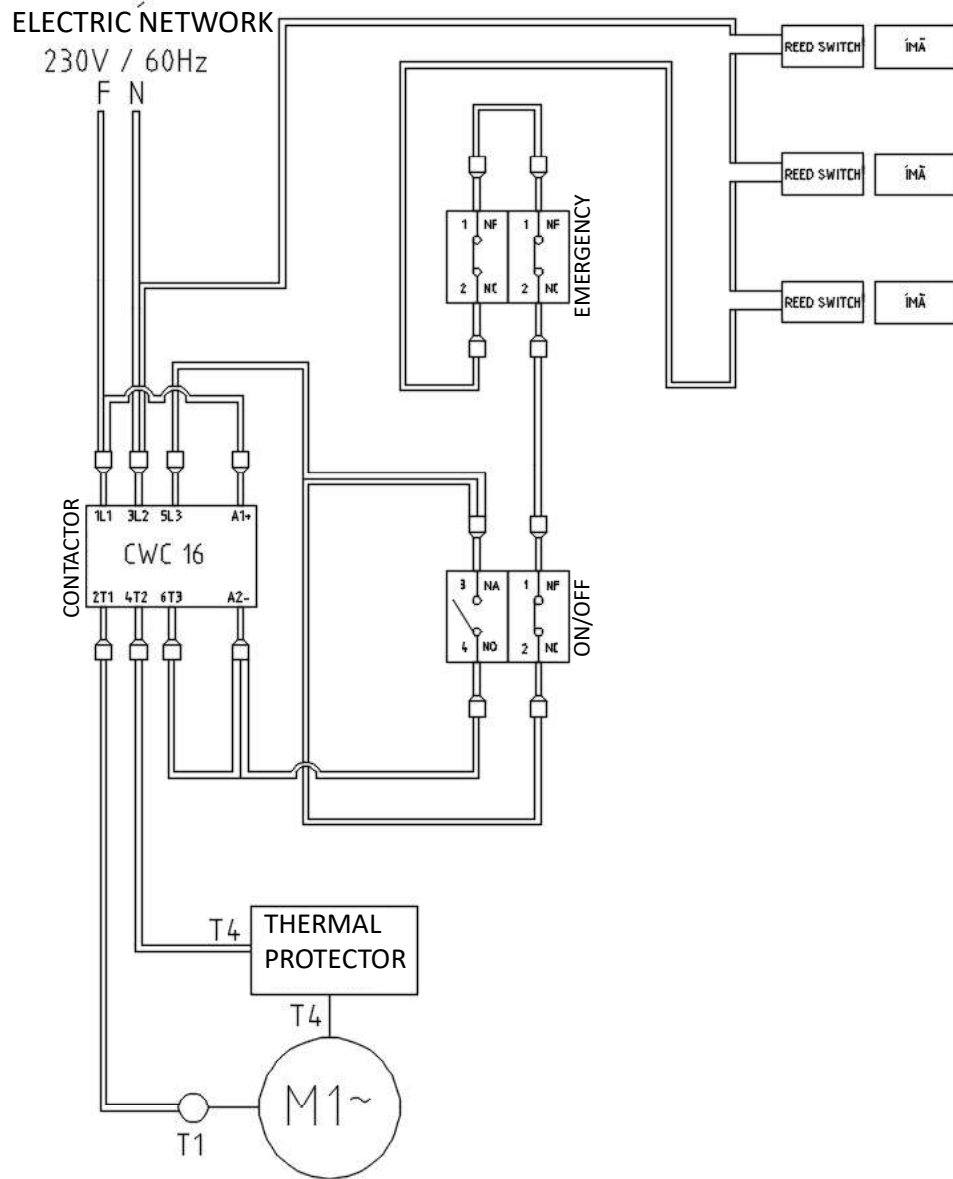 ELECTRIC NETWORK
230V / 60Hz
F N
REED SWITCH ÍMÃ
REED SWITCH ÍMÃ
REED SWITCH ÍMÃ
1 NF 1 NF
2 NC 2 NC
EMERGENCY
1L1 3L2 5L3 A1+
CWC 16
2T1 4T2 6T3 A2-
CONTACTOR
3 NA 1 NF
4 NO 2 NC
ON/OFF
T4
THERMAL
PROTECTOR
T4
M1~
T1